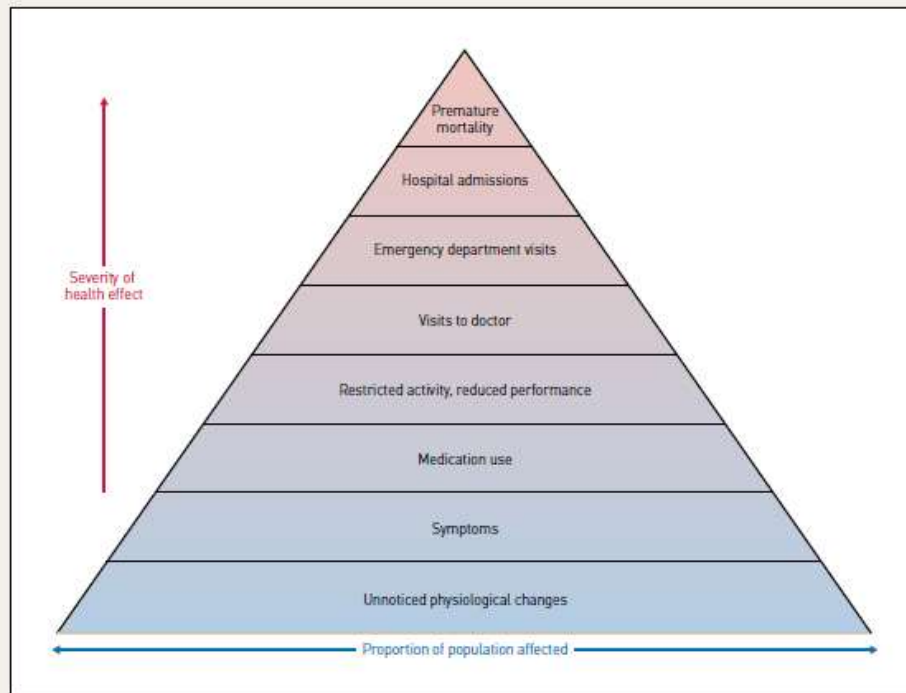 Premature
mortality
Hospital admissions
Emergency department visits
Severity of
health effect
Visits to doctor
Restricted activity, reduced performance
Medication use
Symptoms
Unnoticed physiological changes
Proportion of population affected